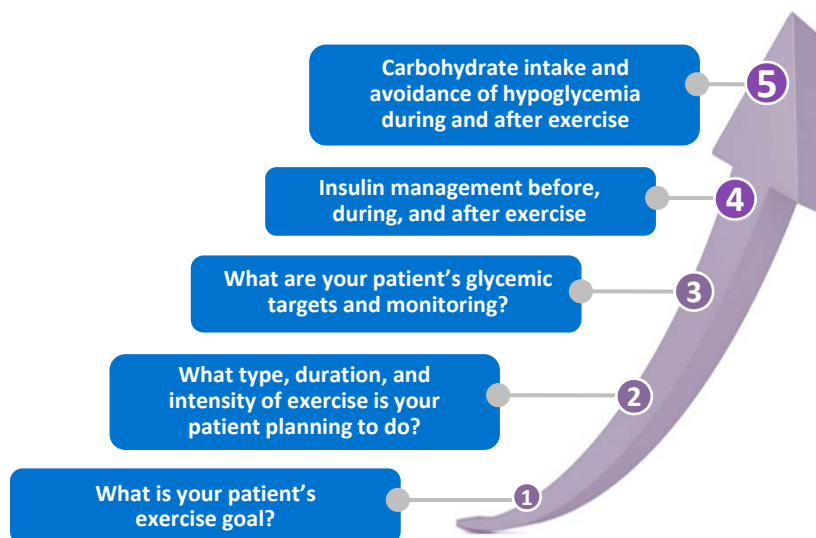 Carbohydrate intake and
avoidance of hypoglycemia
during and after exercise
5
Insulin management before,
during, and after exercise
4
What are your patient's glycemic
targets and monitoring?
3
What type, duration, and
intensity of exercise is your
patient planning to do?
2
What is your patient's
exercise goal?
1